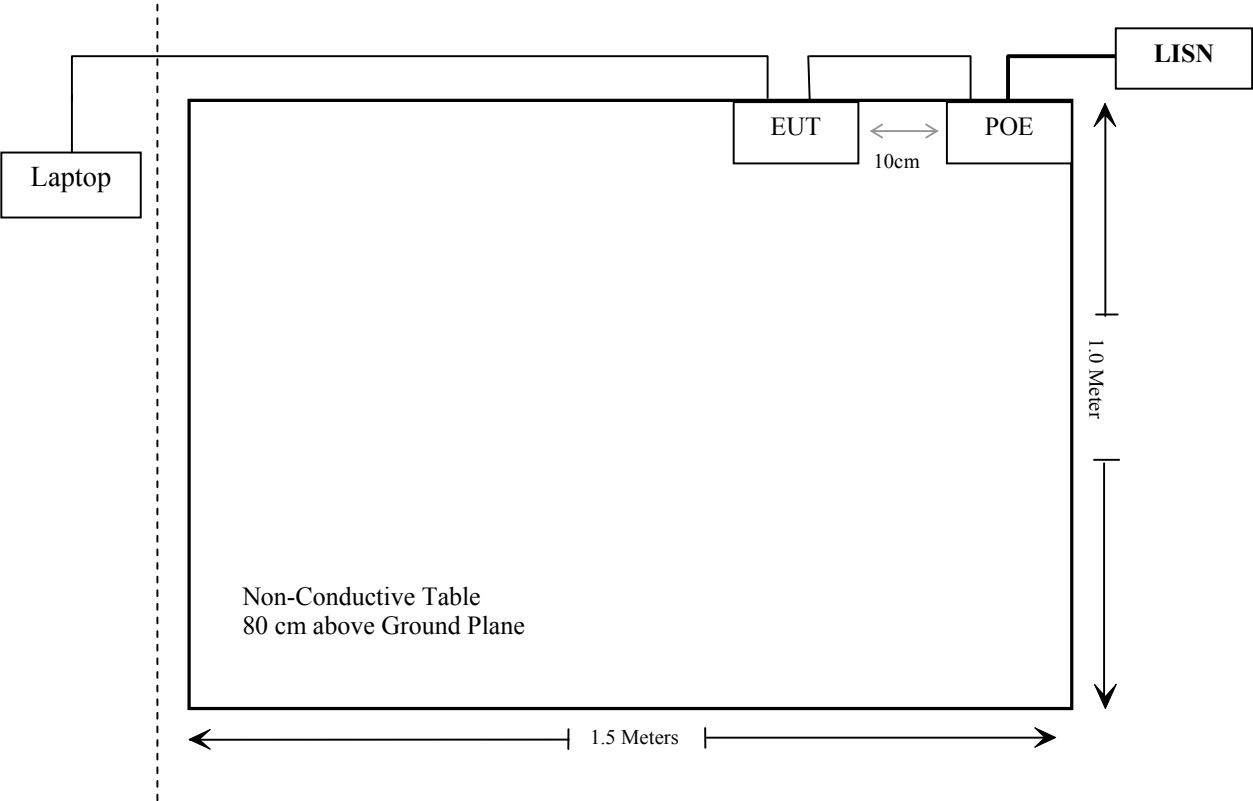 LISN
EUT
POE
10cm
Laptop
1.0 Meter
Non-Conductive Table
80 cm above Ground Plane
1.5 Meters